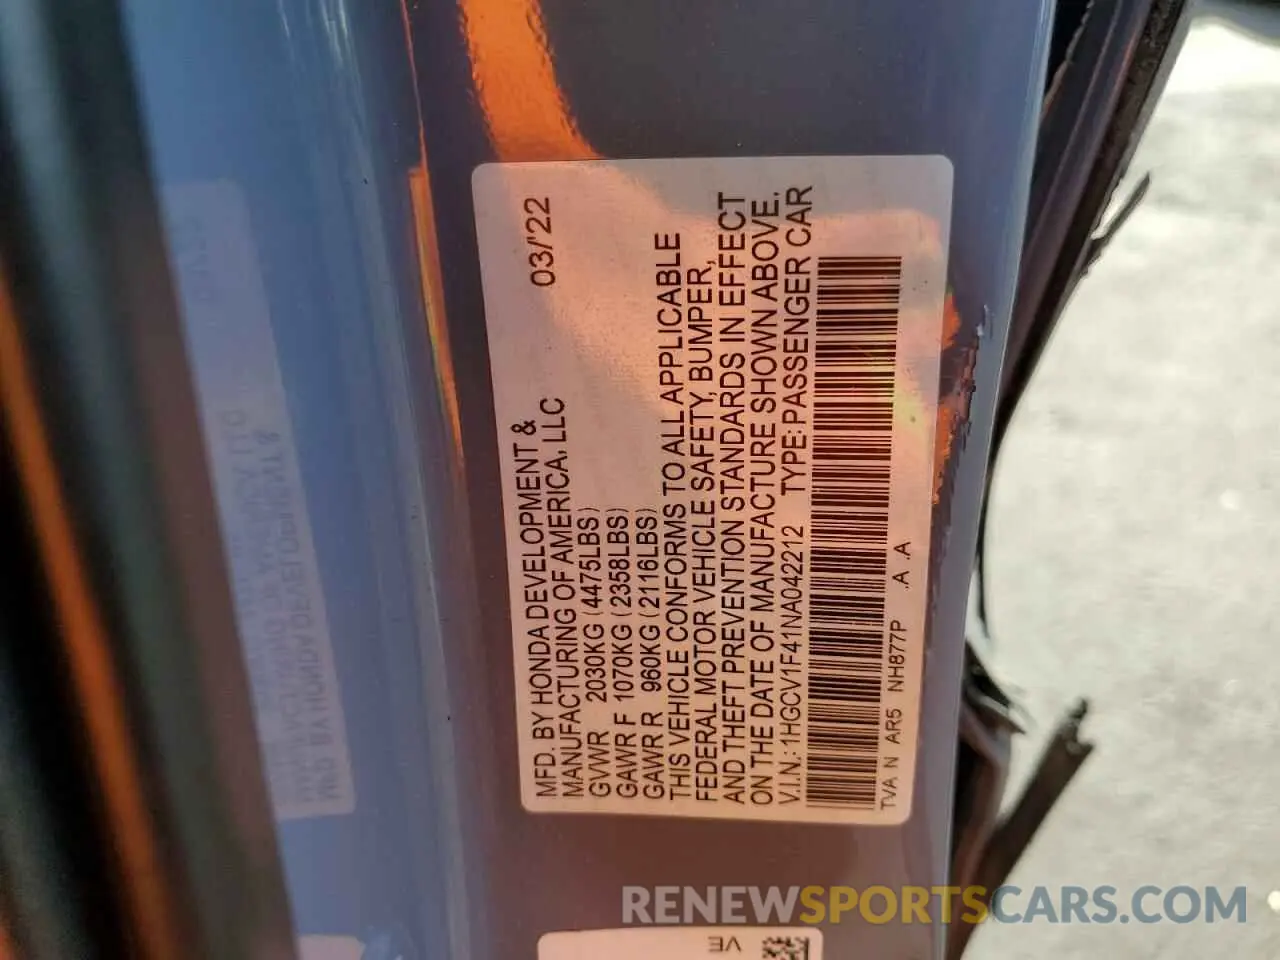 MFD. BY HONDA DEVELOPMENT &
MANUFACTURING OF AMERICA, LLC 03/'22
GVWR 2030KG (4475LBS)
GAWR F 1070KG (2358LBS)
GAWR R 960KG (2116LBS)
THIS VEHICLE CONFORMS TO ALL APPLICABLE
FEDERAL MOTOR VEHICLE SAFETY, BUMPER,
AND THEFT PREVENTION STANDARDS IN EFFECT
ON THE DATE OF MANUFACTURE SHOWN ABOVE.
V.I.N.: 1HGCV1F41NA042212 TYPE: PASSENGER CAR
TVA N AR5 NH877P .A .A
VE
RENEWSPORTSCARS.COM